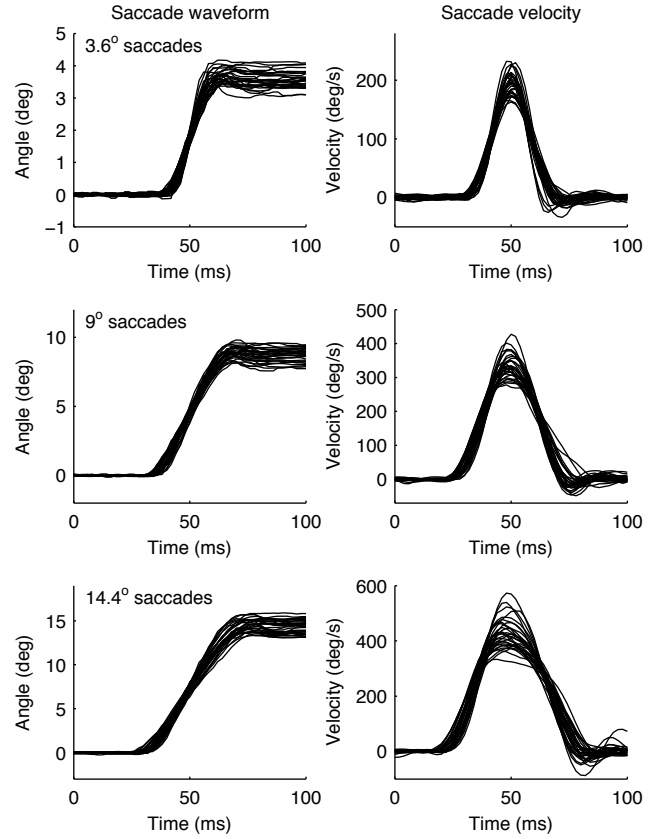 Saccade waveform
Saccade velocity
3.6° saccades
5
4
3
2
1
0
−1
Angle (deg)
0
50
100
Time (ms)
200
100
0
Velocity (deg/s)
0
50
100
Time (ms)
9° saccades
10
5
0
Angle (deg)
0
50
100
Time (ms)
500
400
300
200
100
0
Velocity (deg/s)
0
50
100
Time (ms)
14.4° saccades
15
10
5
0
Angle (deg)
0
50
100
Time (ms)
600
400
200
0
Velocity (deg/s)
0
50
100
Time (ms)